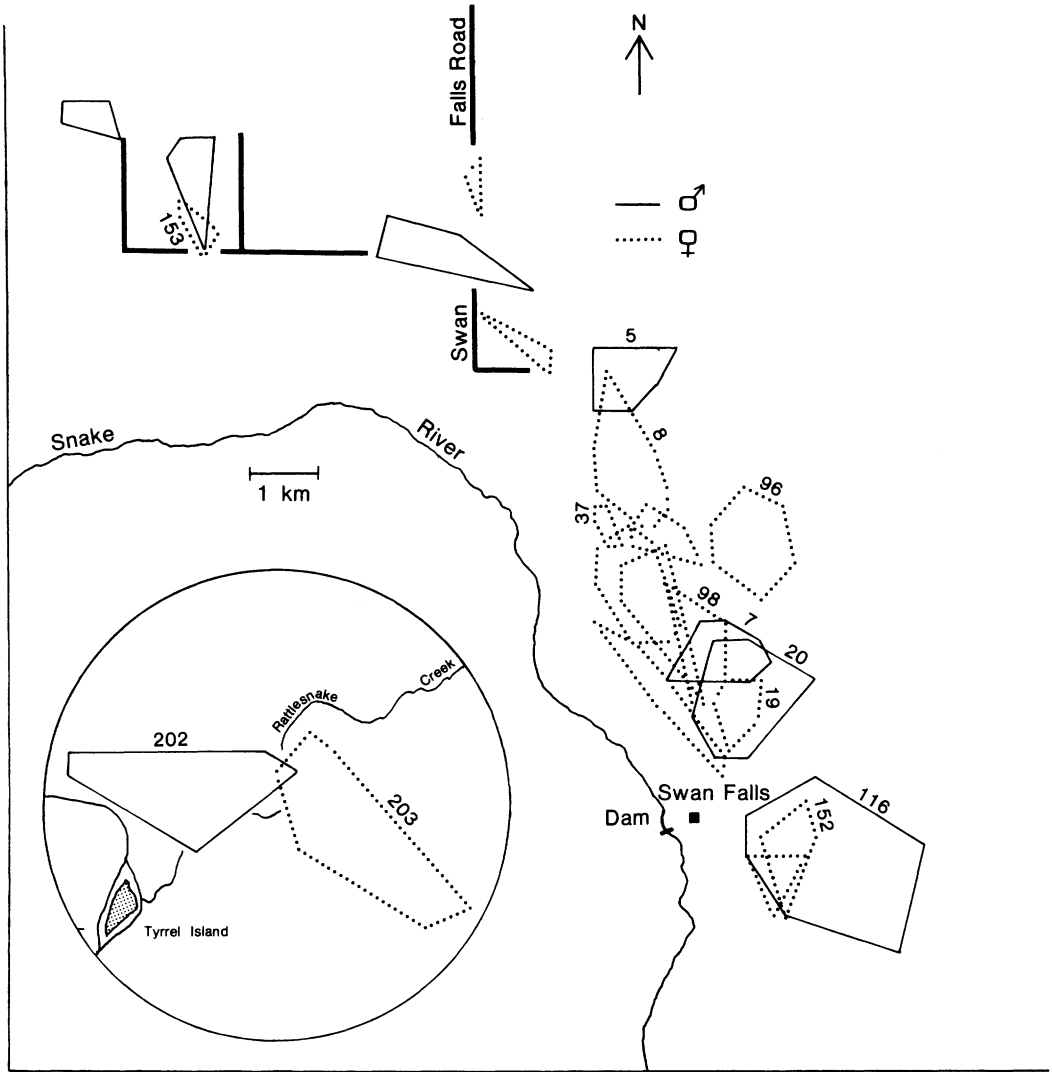 N
Falls Road
♂
153
♀
Swan
5
8
Snake
River
96
1 km
37
98
7
20
19
Rattlesnake
Creek
202
203
Swan Falls
Dam
116
152
Tyrrel Island